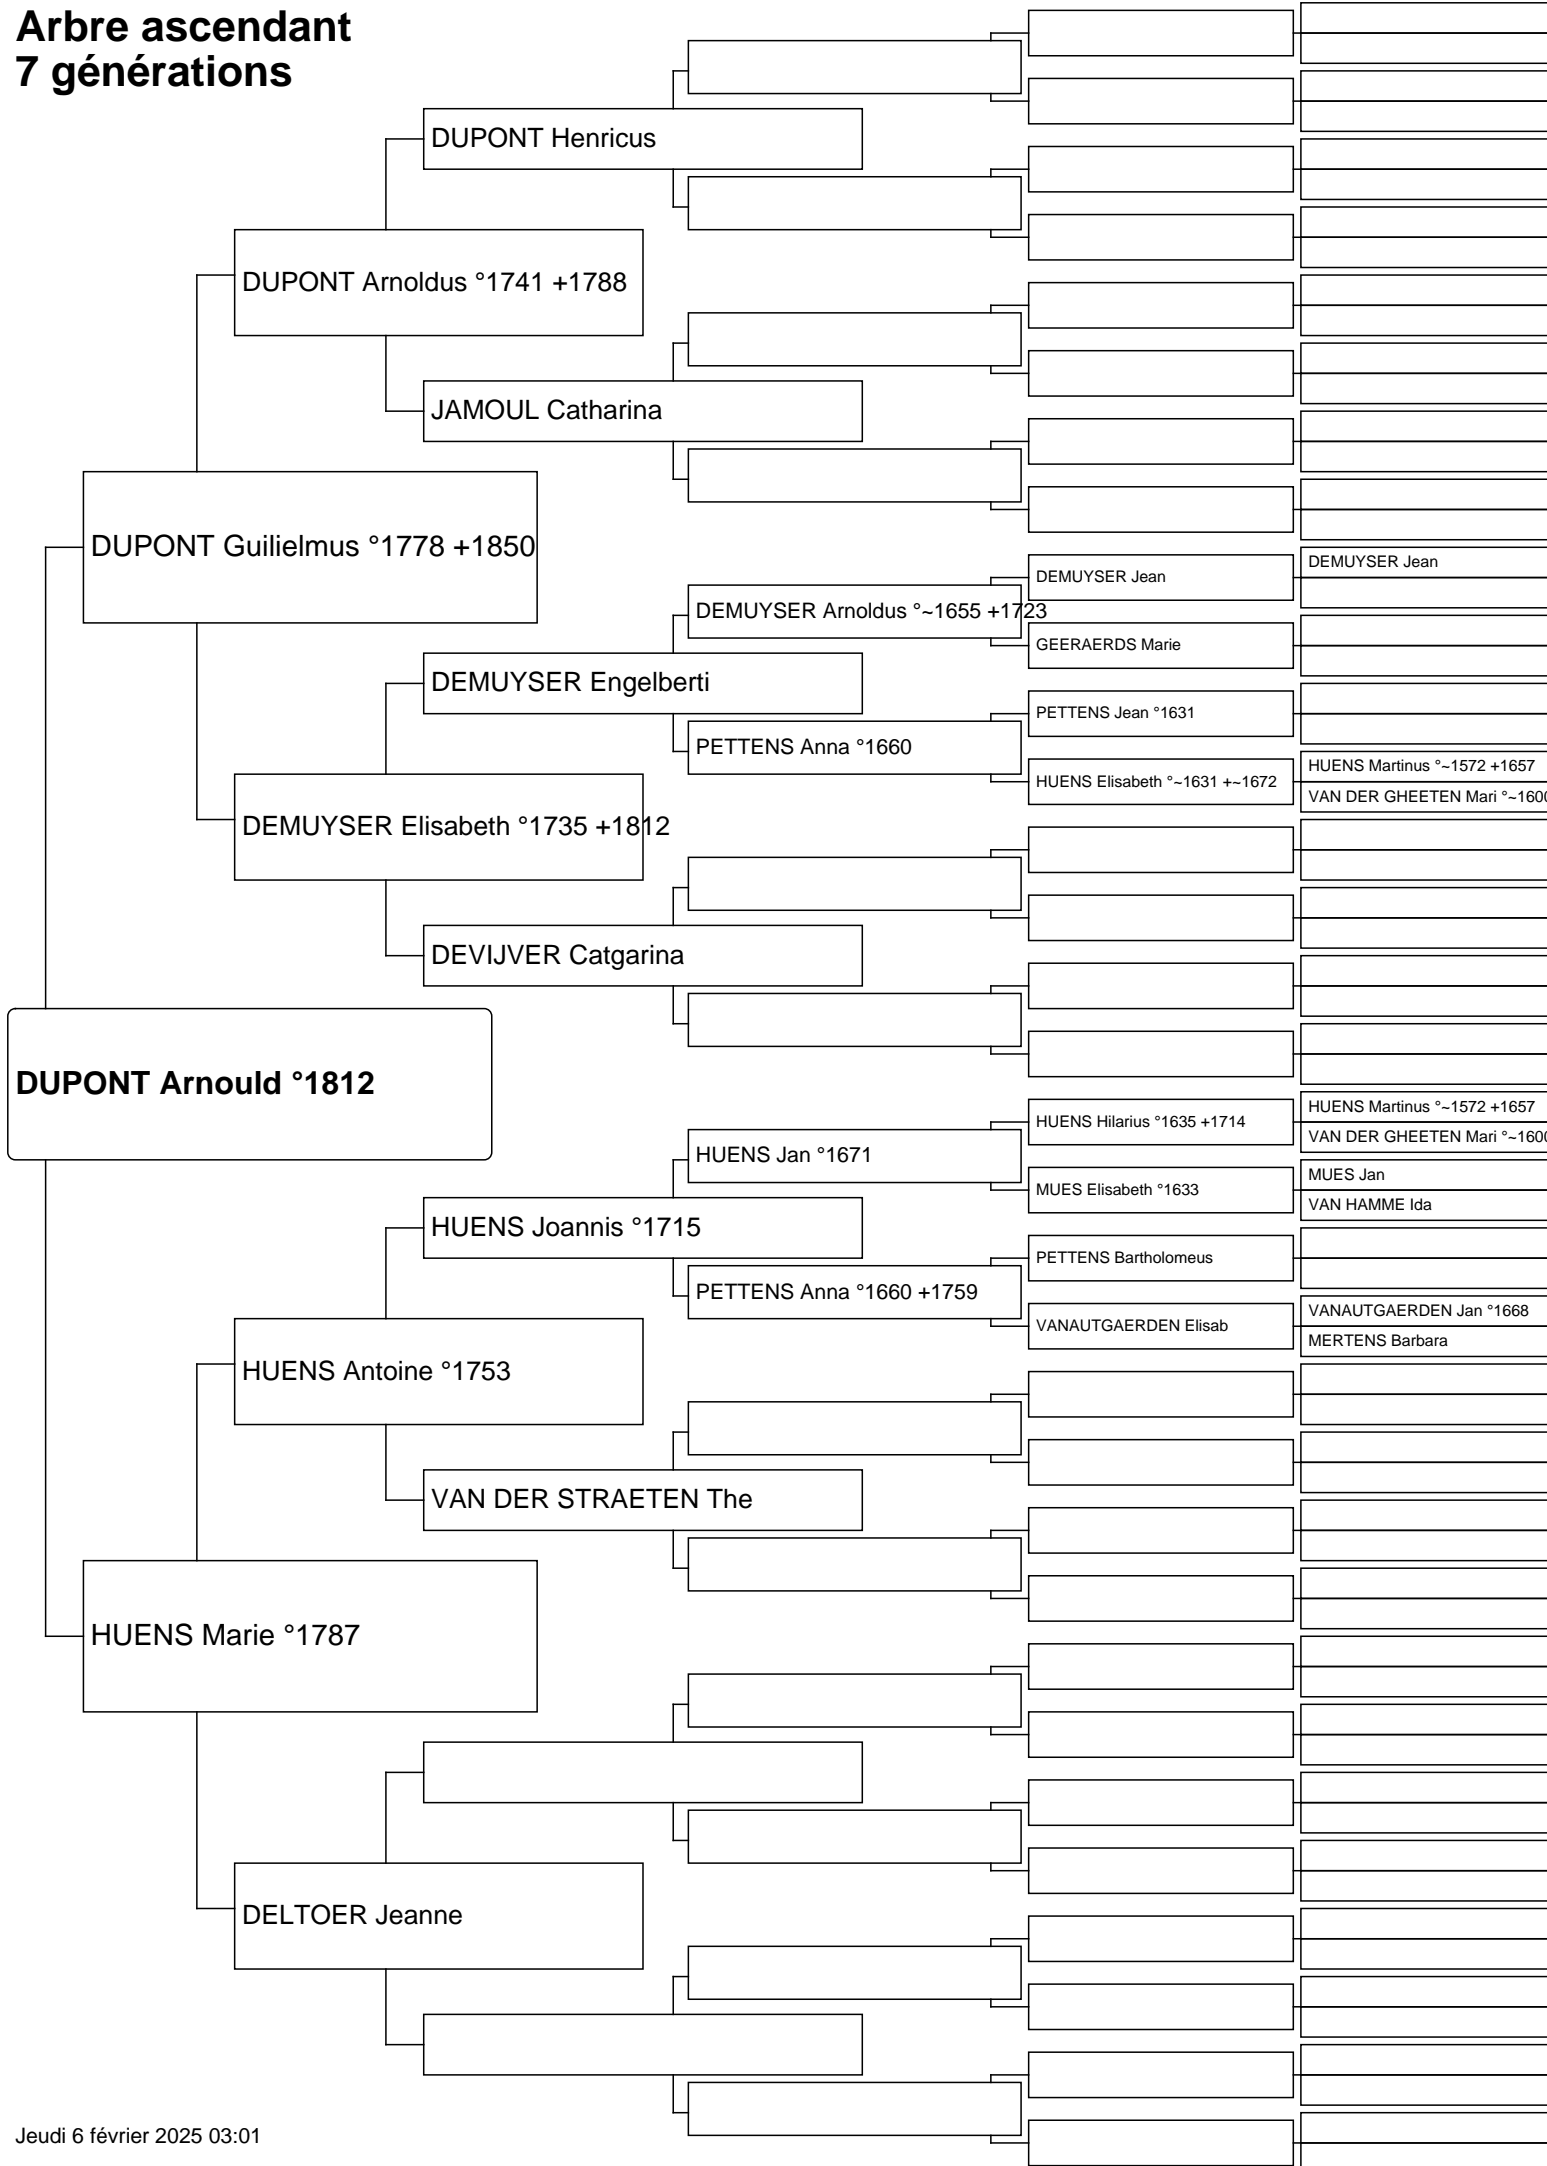 Arbre ascendant
7 générations
DUPONT Henricus
DUPONT Arnoldus °1741 +1788
JAMOUL Catharina
DUPONT Guilielmus °1778 +1850
DEMUYSER Jean
DEMUYSER Jean
DEMUYSER Arnoldus °~1655 +1723
GEERAERDS Marie
DEMUYSER Engelberti
PETTENS Jean °1631
PETTENS Anna °1660
HUENS Elisabeth °~1631 +~1672
HUENS Martinus °~1572 +1657
VAN DER GHEETEN Mari °~1600
DEMUYSER Elisabeth °1735 +1812
DEVIJVER Catgarina
DUPONT Arnould °1812
HUENS Hilarius °1635 +1714
HUENS Martinus °~1572 +1657
VAN DER GHEETEN Mari °~1600
HUENS Jan °1671
MUES Elisabeth °1633
MUES Jan
VAN HAMME Ida
HUENS Joannis °1715
PETTENS Bartholomeus
PETTENS Anna °1660 +1759
VANAUTGAERDEN Elisab
VANAUTGAERDEN Jan °1668
MERTENS Barbara
HUENS Antoine °1753
VAN DER STRAETEN The
HUENS Marie °1787
DELTOER Jeanne
Jeudi 6 février 2025 03:01